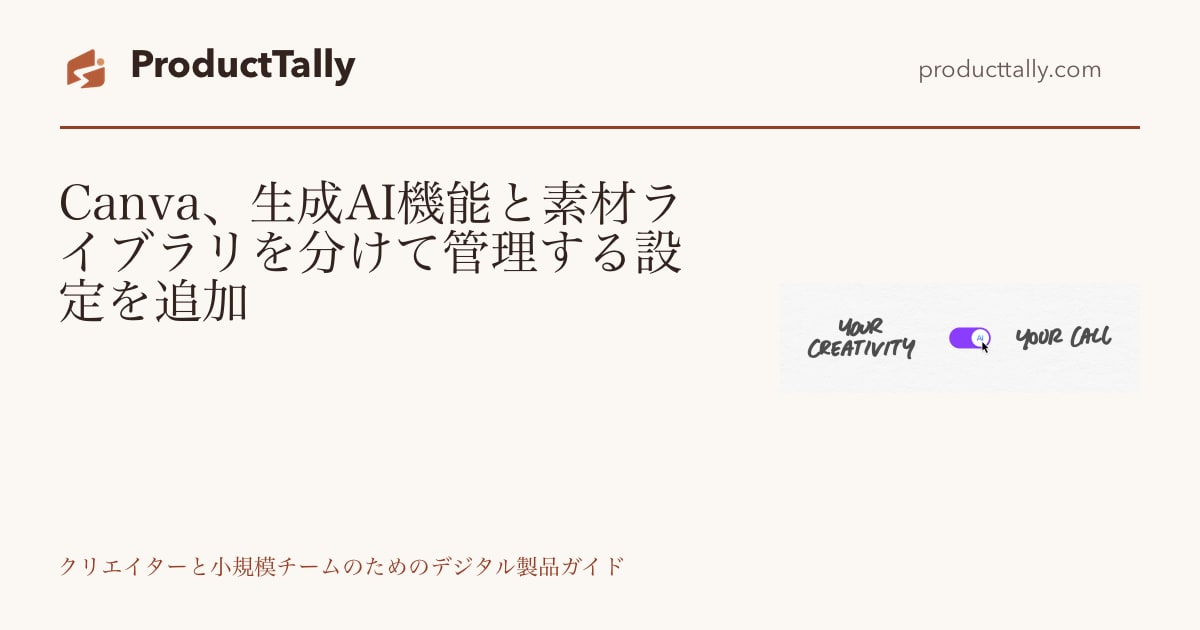 ProductTally
producttally.com
Canva、生成AI機能と素材ラ
イブラリを分けて管理する設
定を追加
YOUR
CREATIVITY
AI
YOUR CALL
クリエイターと小規模チームのためのデジタル製品ガイド